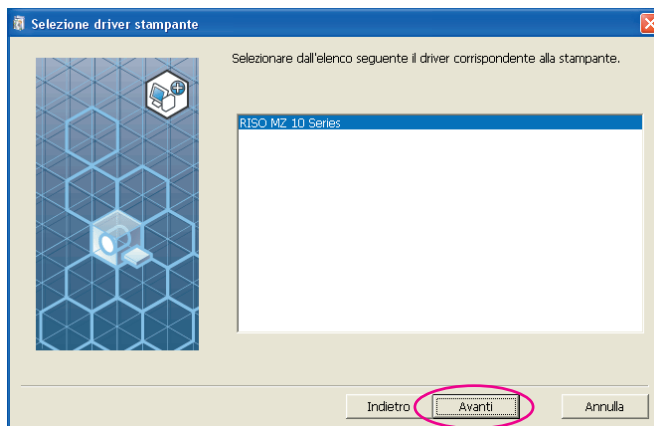 Selezione driver stampante
Selezionare dall'elenco seguente il driver corrispondente alla stampante.
RISO MZ 10 Series
Indietro Avanti Annulla